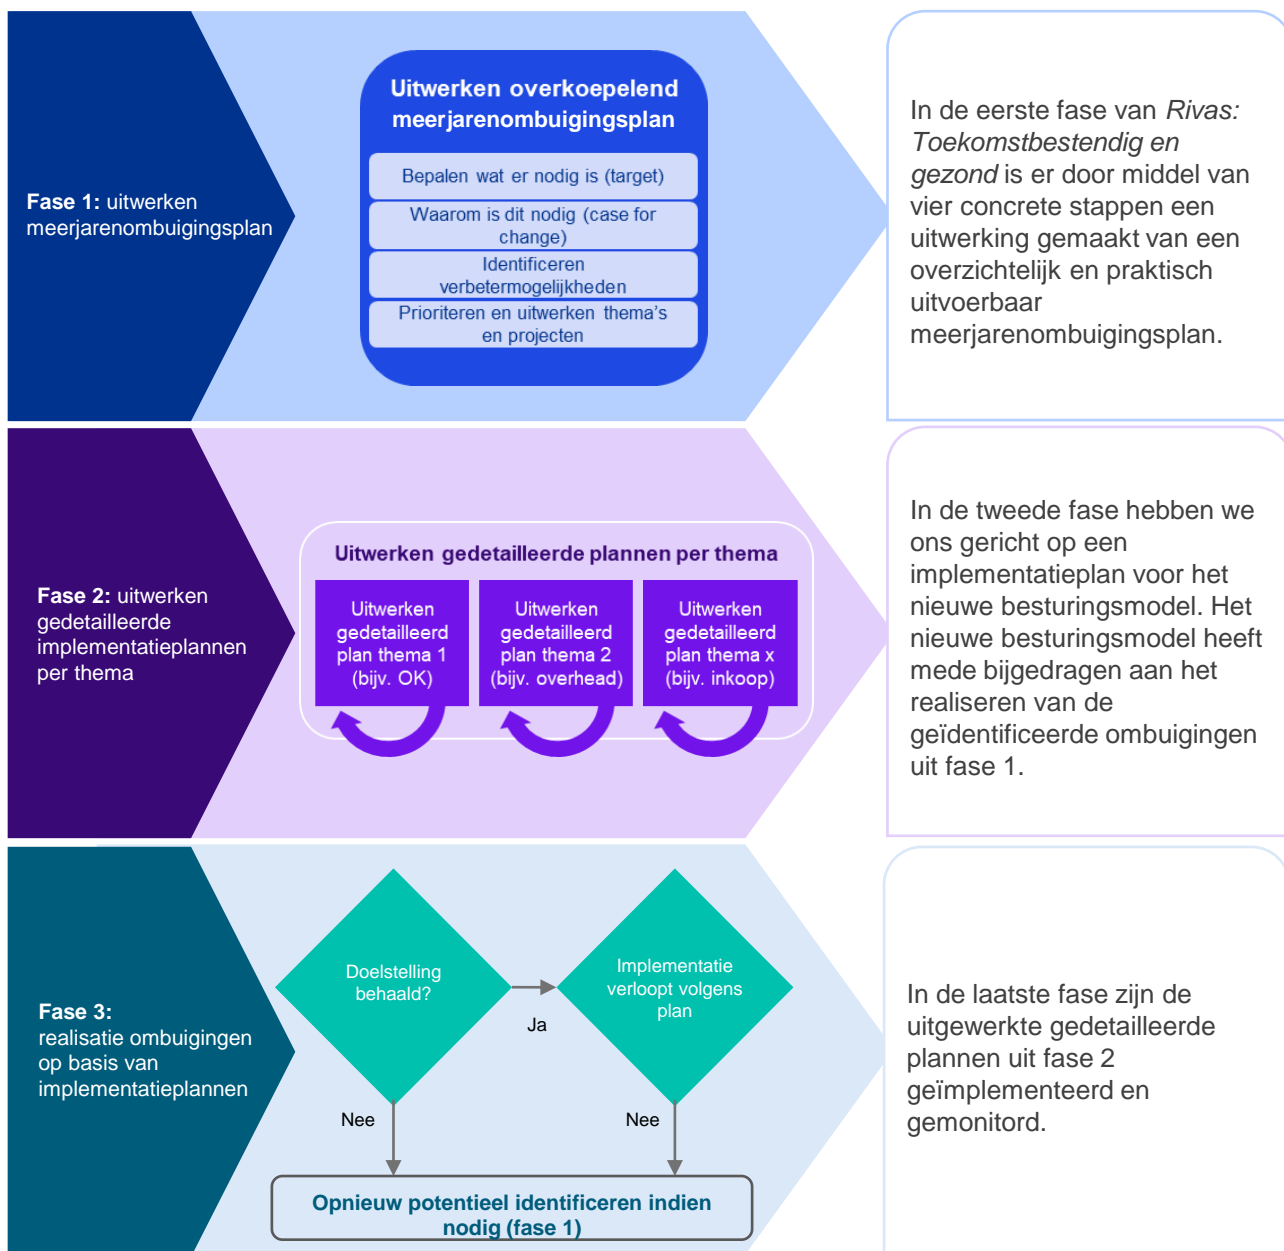 Fase 1: uitwerken
meerjarenombuigingsplan
Uitwerken overkoepelend
meerjarenombuigingsplan
Bepalen wat er nodig is (target)
Waarom is dit nodig (case for
change)
Identificeren
verbetermogelijkheden
Prioriteren en uitwerken thema's
en projecten
In de eerste fase van Rivas:
Toekomstbestendig en
gezond is er door middel van
vier concrete stappen een
uitwerking gemaakt van een
overzichtelijk en praktisch
uitvoerbaar
meerjarenombuigingsplan.
Fase 2: uitwerken
gedetailleerde
implementatieplannen
per thema
Uitwerken gedetailleerde plannen per thema
Uitwerken
gedetailleerd
plan thema 1
(bijv. OK)
Uitwerken
gedetailleerd
plan thema 2
(bijv. overhead)
Uitwerken
gedetailleerd
plan thema x
(bijv. inkoop)
In de tweede fase hebben we
ons gericht op een
implementatieplan voor het
nieuwe besturingsmodel. Het
nieuwe besturingsmodel heeft
mede bijgedragen aan het
realiseren van de
geïdentificeerde ombuigingen
uit fase 1.
Fase 3:
realisatie ombuigingen
op basis van
implementatieplannen
Doelstelling
behaald?
Ja
Implementatie
verloopt volgens
plan
Nee
Nee
Opnieuw potentieel identificeren indien
nodig (fase 1)
In de laatste fase zijn de
uitgewerkte gedetailleerde
plannen uit fase 2
geïmplementeerd en
gemonitord.